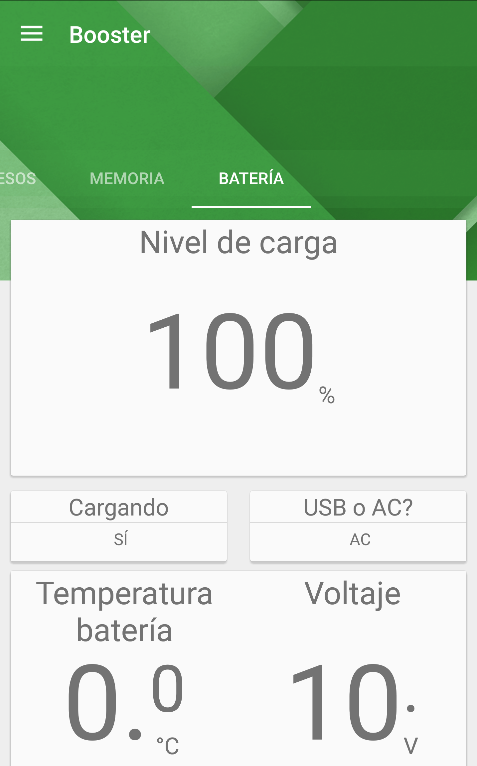 Booster
ESOS MEMORIA BATERÍA
Nivel de carga
100 %
Cargando
SÍ
USB o AC?
AC
Temperatura
batería
0.0 °C
Voltaje
10. V